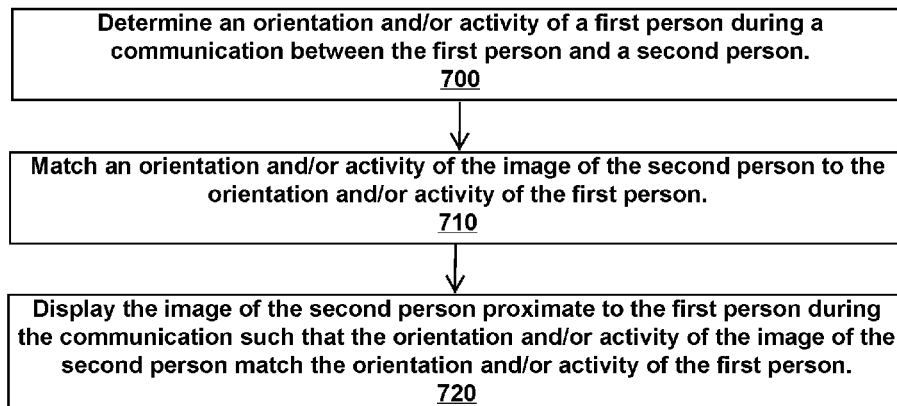 Determine an orientation and/or activity of a first person during a
communication between the first person and a second person.
700
Match an orientation and/or activity of the image of the second person to the
orientation and/or activity of the first person.
710
Display the image of the second person proximate to the first person during
the communication such that the orientation and/or activity of the image of the
second person match the orientation and/or activity of the first person.
720